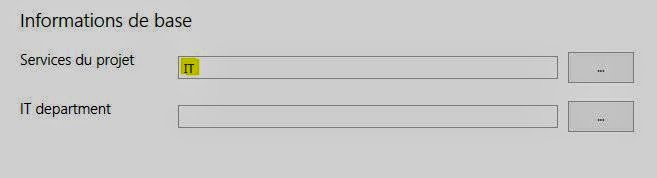 Informations de base
Services du projet
IT
...
IT department
...